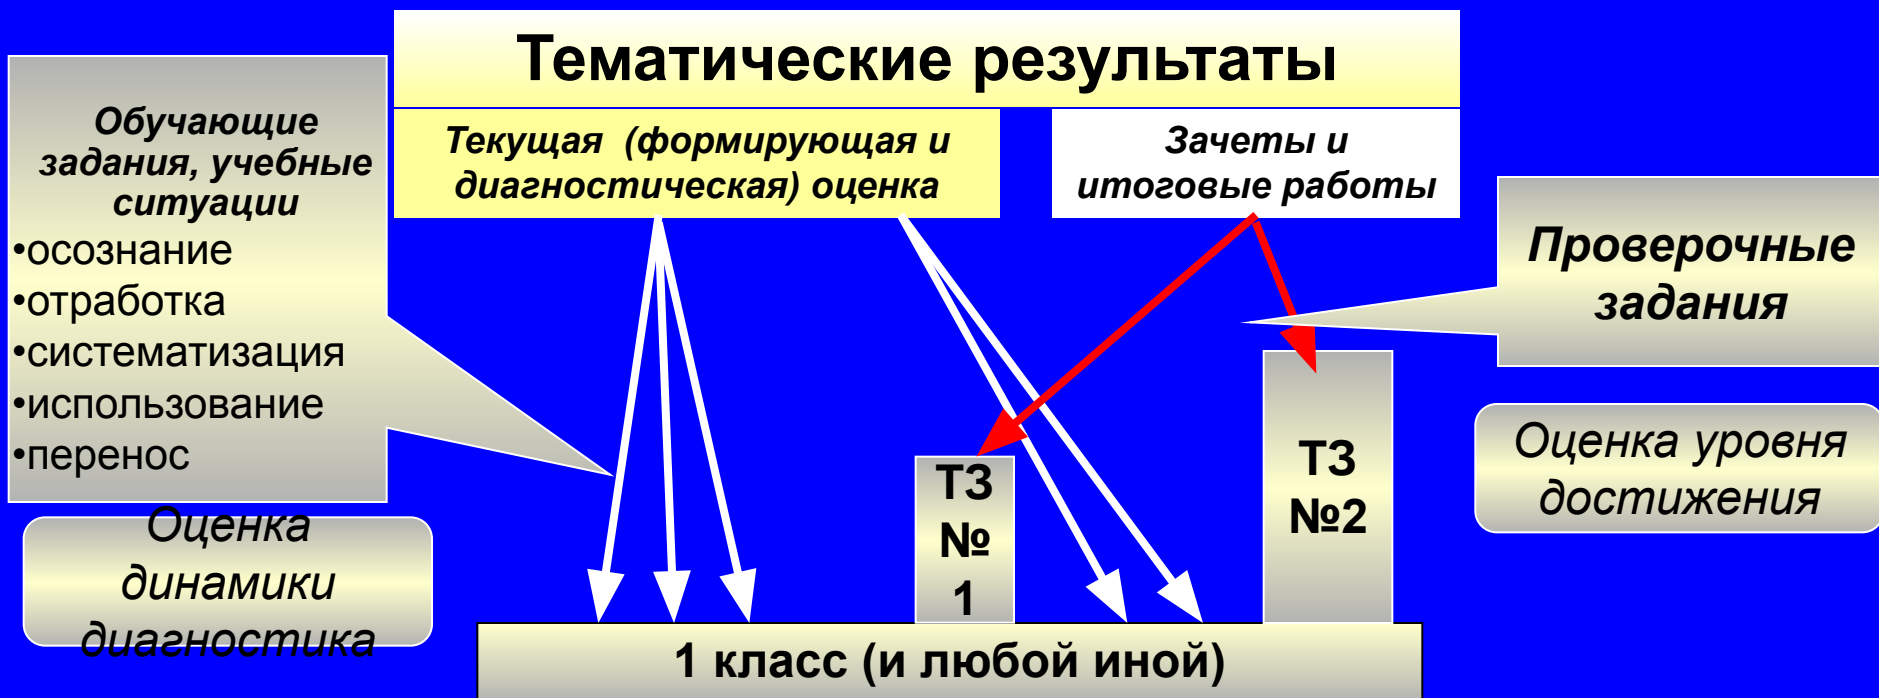 Тематические результаты
Обучающие
задания, учебные
ситуации
•осознание
•отработка
•систематизация
•использование
•перенос
Текущая (формирующая и
диагностическая) оценка
Зачеты и
итоговые работы
Проверочные
задания
Оценка уровня
достижения
Оценка
динамики
диагностика
ТЗ
№
1
ТЗ
№2
1 класс (и любой иной)